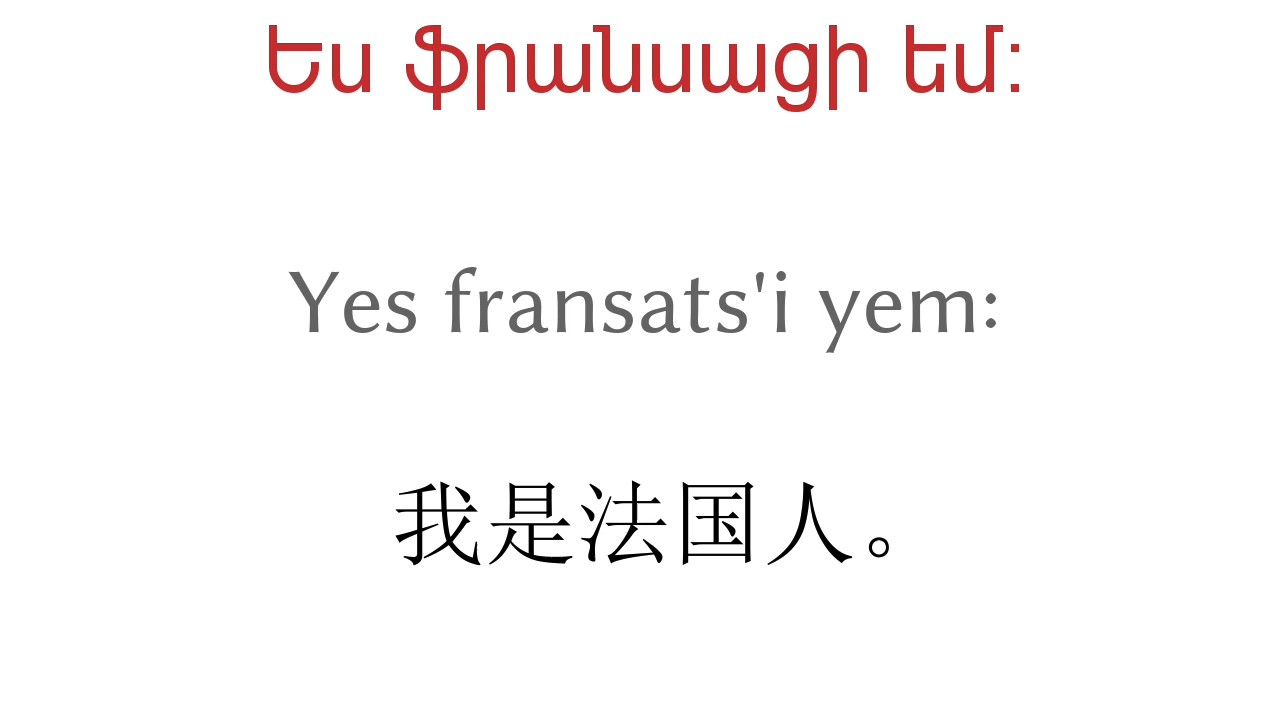 Ես ֆրանսացի եմ:
Yes fransats'i yem:
我是法国人。